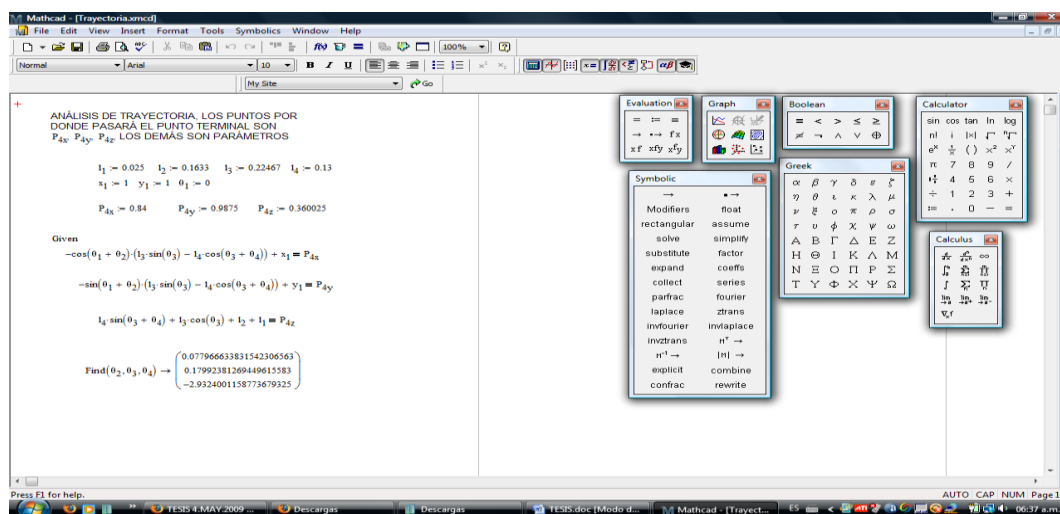 Mathcad - [Trayectoria.xmcd]
File Edit View Insert Format Tools Symbolics Window Help
100%
Normal Arial 10 B I U
My Site Go
ANÁLISIS DE TRAYECTORIA, LOS PUNTOS POR
DONDE PASARÁ EL PUNTO TERMINAL SON
P4x, P4y, P4z, LOS DEMÁS SON PARÁMETROS
l1 := 0.025 l2 := 0.1633 l3 := 0.22467 l4 := 0.13
x1 := 1 y1 := 1 θ1 := 0
P4x := 0.84 P4y := 0.9875 P4z := 0.360025
Given
-cos(θ1 + θ2)·(l3·sin(θ3) − l4·cos(θ3 + θ4)) + x1 = P4x
-sin(θ1 + θ2)·(l3·sin(θ3) − l4·cos(θ3 + θ4)) + y1 = P4y
l4·sin(θ3 + θ4) + l3·cos(θ3) + l2 + l1 = P4z
Find(θ2, θ3, θ4) →
0.077966633831542306563
0.17992381269449615583
−2.9324001158773679325
Evaluation
= := ≡
→ •→ fx
xf xfy xfy
Graph
Boolean
= < > ≤ ≥
≠ ¬ ∧ ∨ ⊕
Calculator
sin cos tan ln log
n! i |×|
π 7 8 9 /
4 5 6 ×
÷ 1 2 3 +
:= . 0 − =
Symbolic
→ ▪→
Modifiers float
rectangular assume
solve simplify
substitute factor
expand coeffs
collect series
parfrac fourier
laplace ztrans
invfourier invlaplace
invztrans Mᵀ →
M⁻¹ → |M| →
explicit combine
confrac rewrite
Greek
α β γ δ ε ζ
η θ ι κ λ μ
ν ξ ο π ρ σ
τ υ φ χ ψ ω
Α Β Γ Δ Ε Ζ
Η Θ Ι Κ Λ Μ
Ν Ξ Ο Π Ρ Σ
Τ Υ Φ Χ Ψ Ω
Calculus
Press F1 for help.
AUTO CAP NUM Page 1
TESIS 4.MAY.2009 ... Descargas Descargas TESIS.doc [Modo d... Mathcad - [Trayect... ES 06:37 a.m.